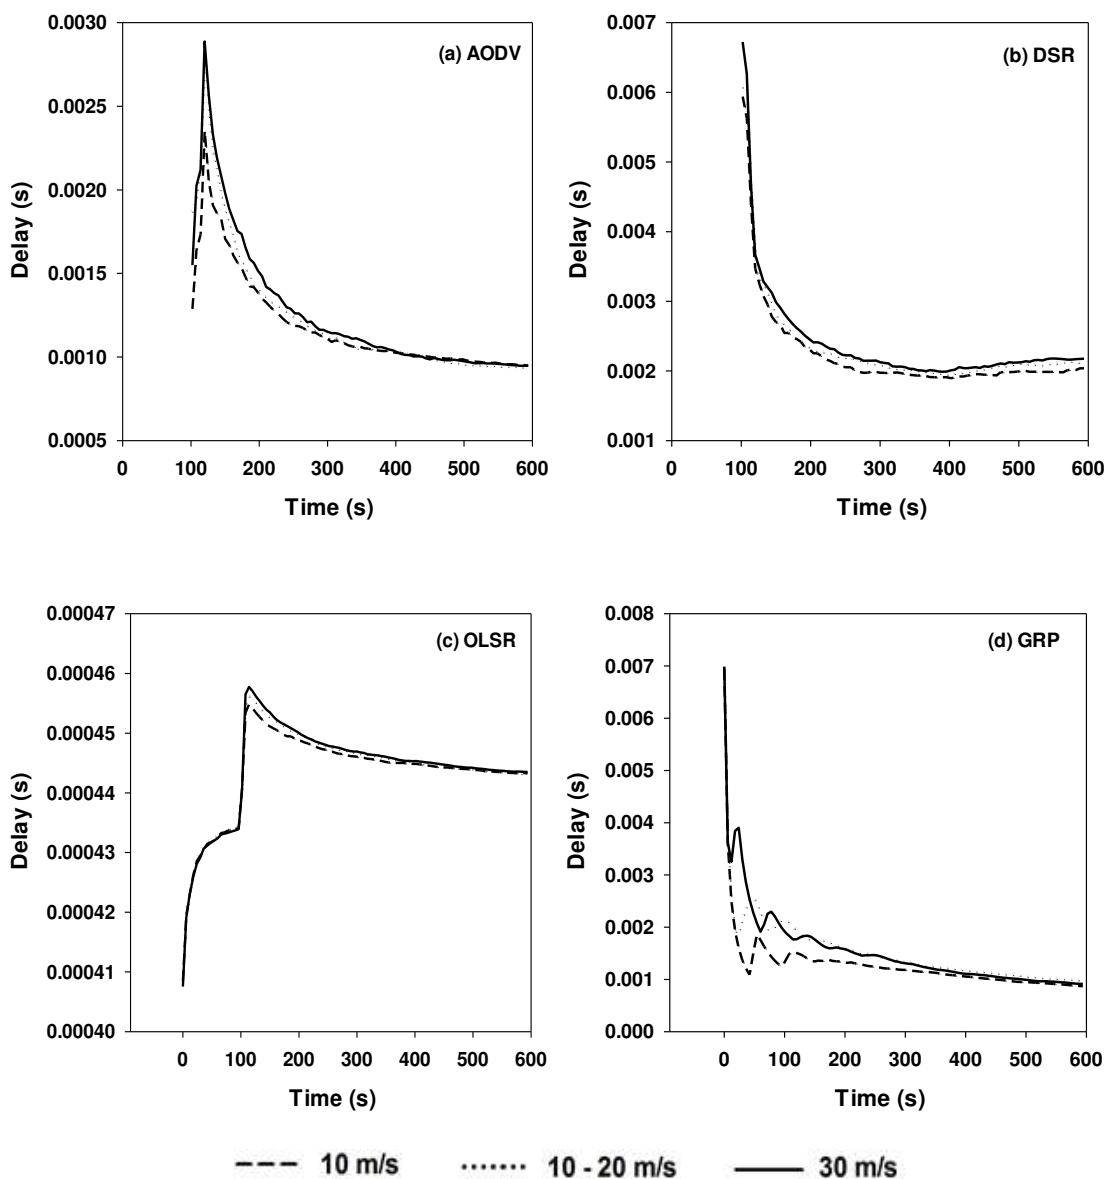 0.0030
0.0025
0.0020
0.0015
0.0010
0.0005
Delay (s)
(a) AODV
0 100 200 300 400 500 600
Time (s)
0.007
0.006
0.005
0.004
0.003
0.002
0.001
Delay (s)
(b) DSR
0 100 200 300 400 500 600
Time (s)
0.00047
0.00046
0.00045
0.00044
0.00043
0.00042
0.00041
0.00040
Delay (s)
(c) OLSR
0 100 200 300 400 500 600
Time (s)
0.008
0.007
0.006
0.005
0.004
0.003
0.002
0.001
0.000
Delay (s)
(d) GRP
0 100 200 300 400 500 600
Time (s)
10 m/s 10 - 20 m/s 30 m/s